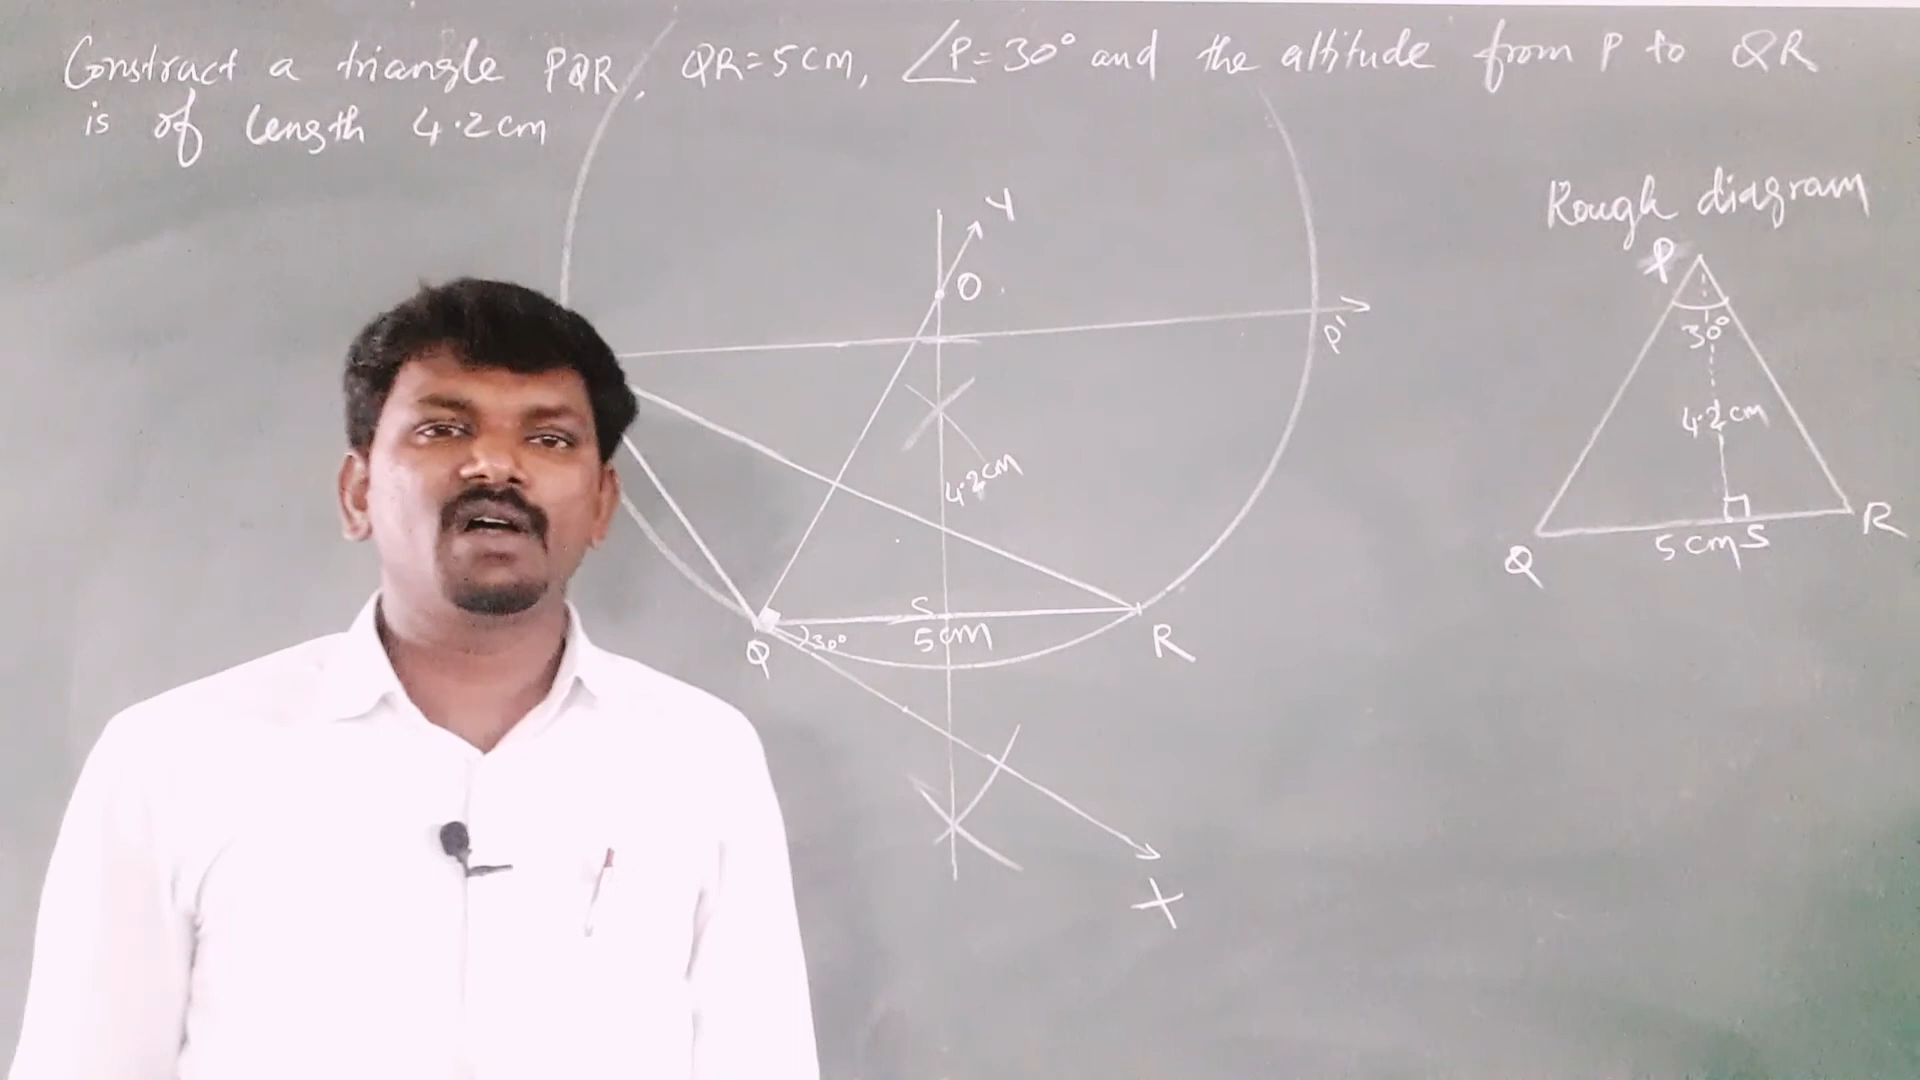 Construct a triangle PQR, QR=5cm, ∠P=30° and the altitude from P to QR
is of length 4.2cm
Rough diagram
P
30°
4.2cm
5cm S
Q
R
Y
O
P'
4.2cm
S
5cm
30°
Q
R
X